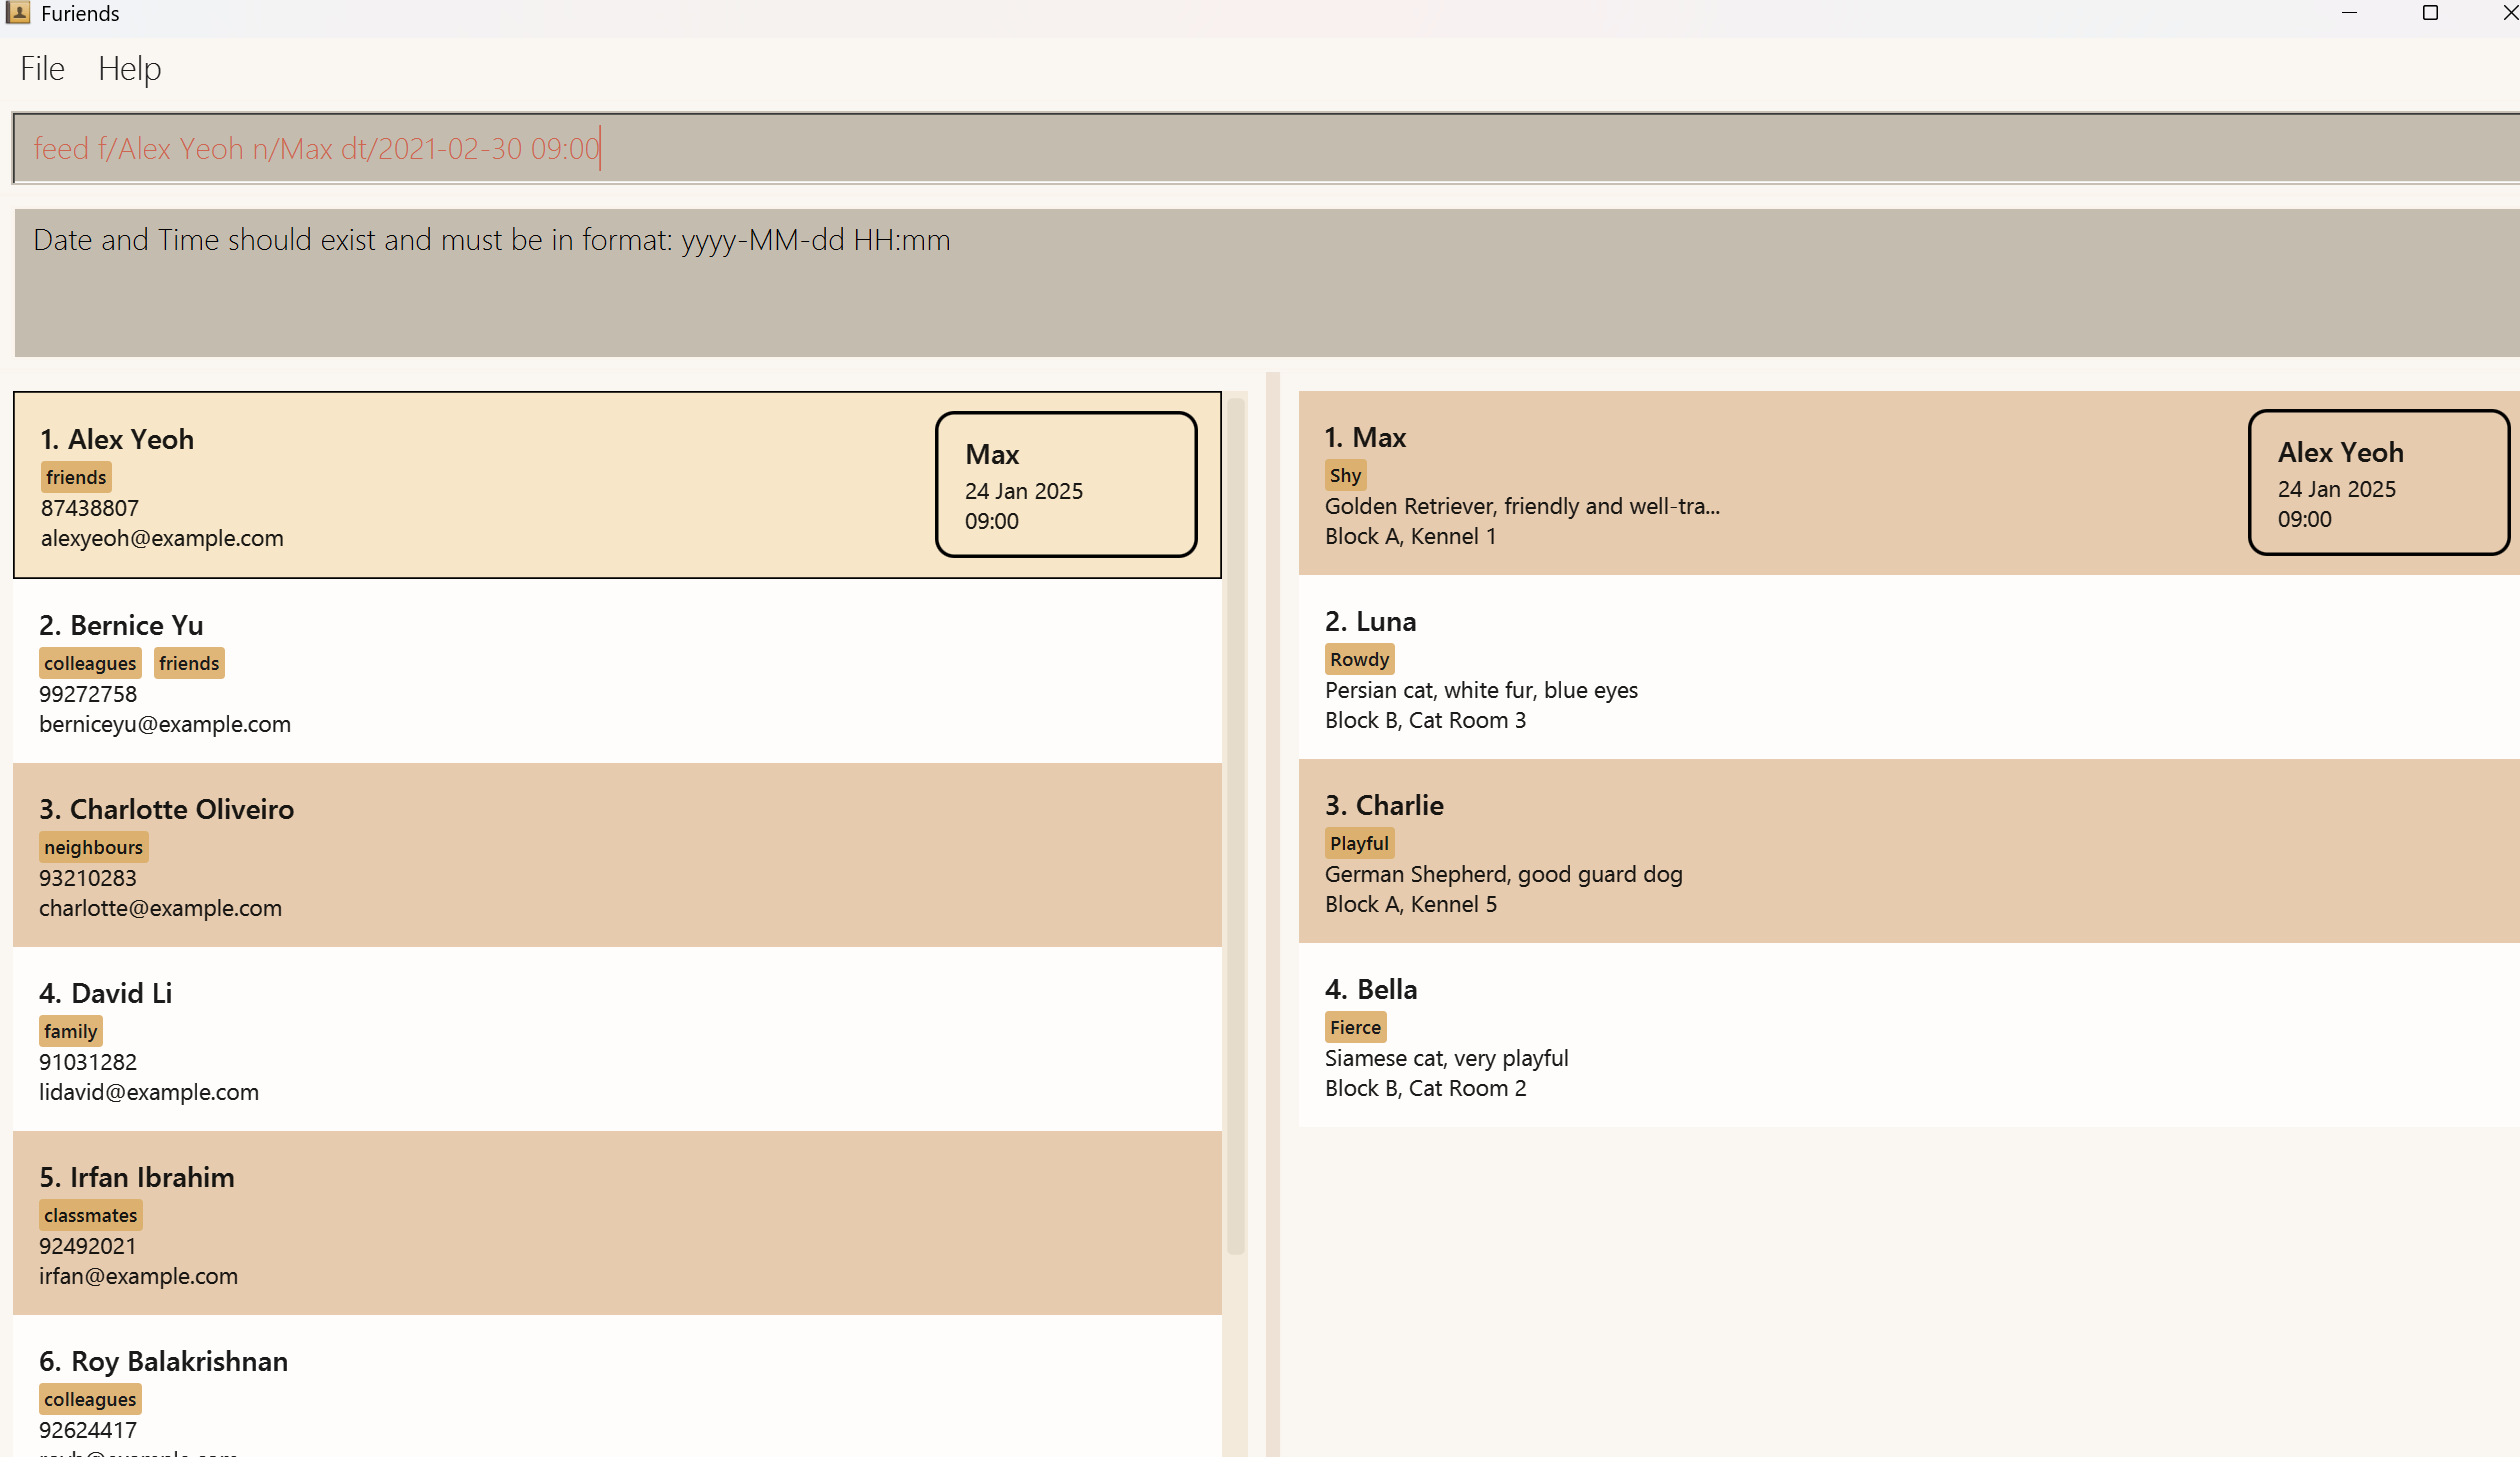 Furiends
File Help
feed f/Alex Yeoh n/Max dt/2021-02-30 09:00
Date and Time should exist and must be in format: yyyy-MM-dd HH:mm
1. Alex Yeoh
friends
87438807
alexyeoh@example.com
Max
24 Jan 2025
09:00
2. Bernice Yu
colleagues friends
99272758
berniceyu@example.com
3. Charlotte Oliveiro
neighbours
93210283
charlotte@example.com
4. David Li
family
91031282
lidavid@example.com
5. Irfan Ibrahim
classmates
92492021
irfan@example.com
6. Roy Balakrishnan
colleagues
92624417
1. Max
Shy
Golden Retriever, friendly and well-tra...
Block A, Kennel 1
Alex Yeoh
24 Jan 2025
09:00
2. Luna
Rowdy
Persian cat, white fur, blue eyes
Block B, Cat Room 3
3. Charlie
Playful
German Shepherd, good guard dog
Block A, Kennel 5
4. Bella
Fierce
Siamese cat, very playful
Block B, Cat Room 2